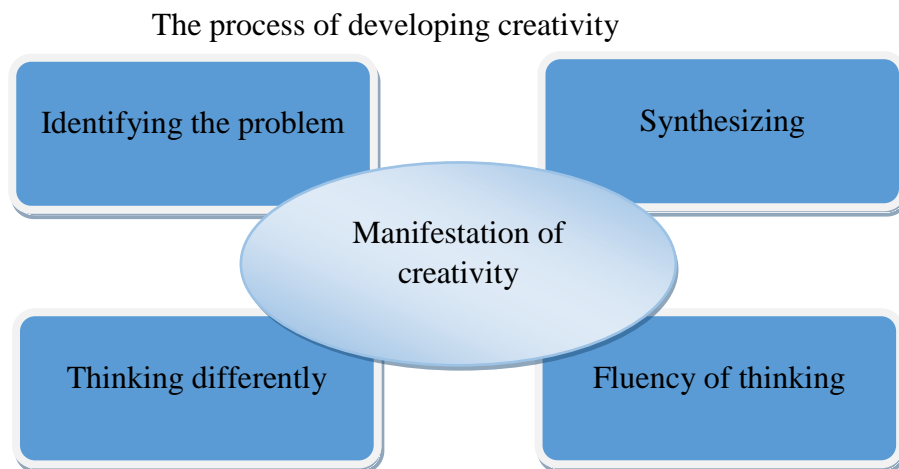 The process of developing creativity
Identifying the problem
Synthesizing
Manifestation of
creativity
Thinking differently
Fluency of thinking